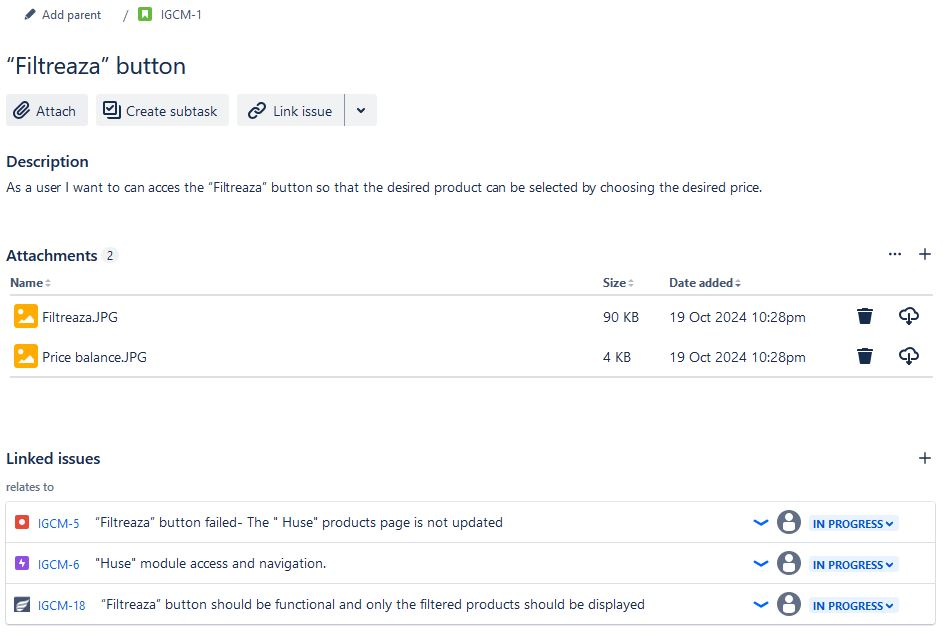 Add parent / IGCM-1
“Filtreaza” button
Attach Create subtask Link issue
Description
As a user I want to can acces the “Filtreaza” button so that the desired product can be selected by choosing the desired price.
Attachments 2
Name Size Date added
Filtreaza.JPG 90 KB 19 Oct 2024 10:28pm
Price balance.JPG 4 KB 19 Oct 2024 10:28pm
Linked issues
relates to
IGCM-5 “Filtreaza” button failed- The " Huse" products page is not updated IN PROGRESS
IGCM-6 "Huse" module access and navigation. IN PROGRESS
IGCM-18 “Filtreaza” button should be functional and only the filtered products should be displayed IN PROGRESS